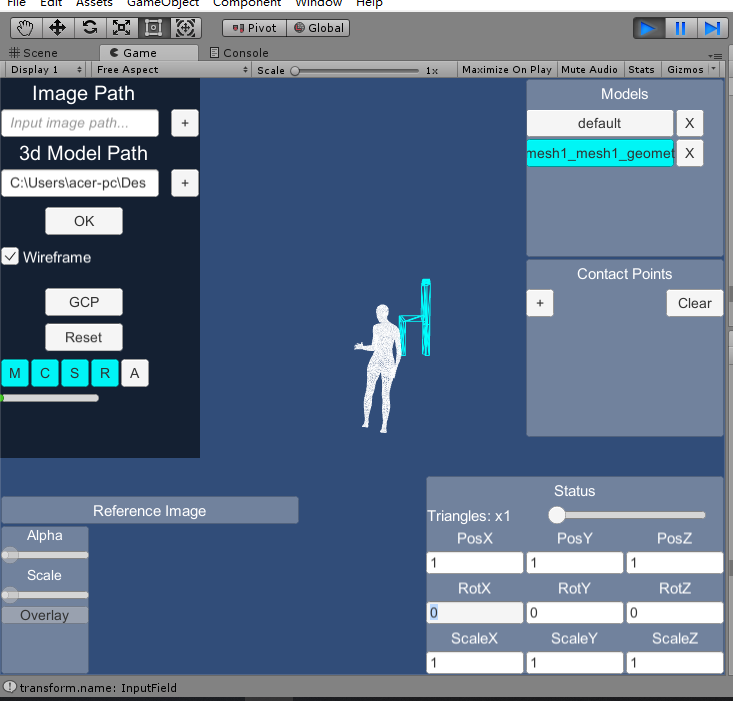 File Edit Assets GameObject Component Window Help
Pivot Global
Scene Game Console
Display 1 Free Aspect Scale 1x Maximize On Play Mute Audio Stats Gizmos
Image Path
Input image path... +
3d Model Path
C:\Users\acer-pc\Des +
OK
Wireframe
GCP
Reset
M C S R A
Models
default X
mesh1_mesh1_geomet X
Contact Points
+ Clear
Reference Image
Alpha
Scale
Overlay
Status
Triangles: x1
PosX PosY PosZ
1 1 1
RotX RotY RotZ
0 0 0
ScaleX ScaleY ScaleZ
1 1 1
transform.name: InputField